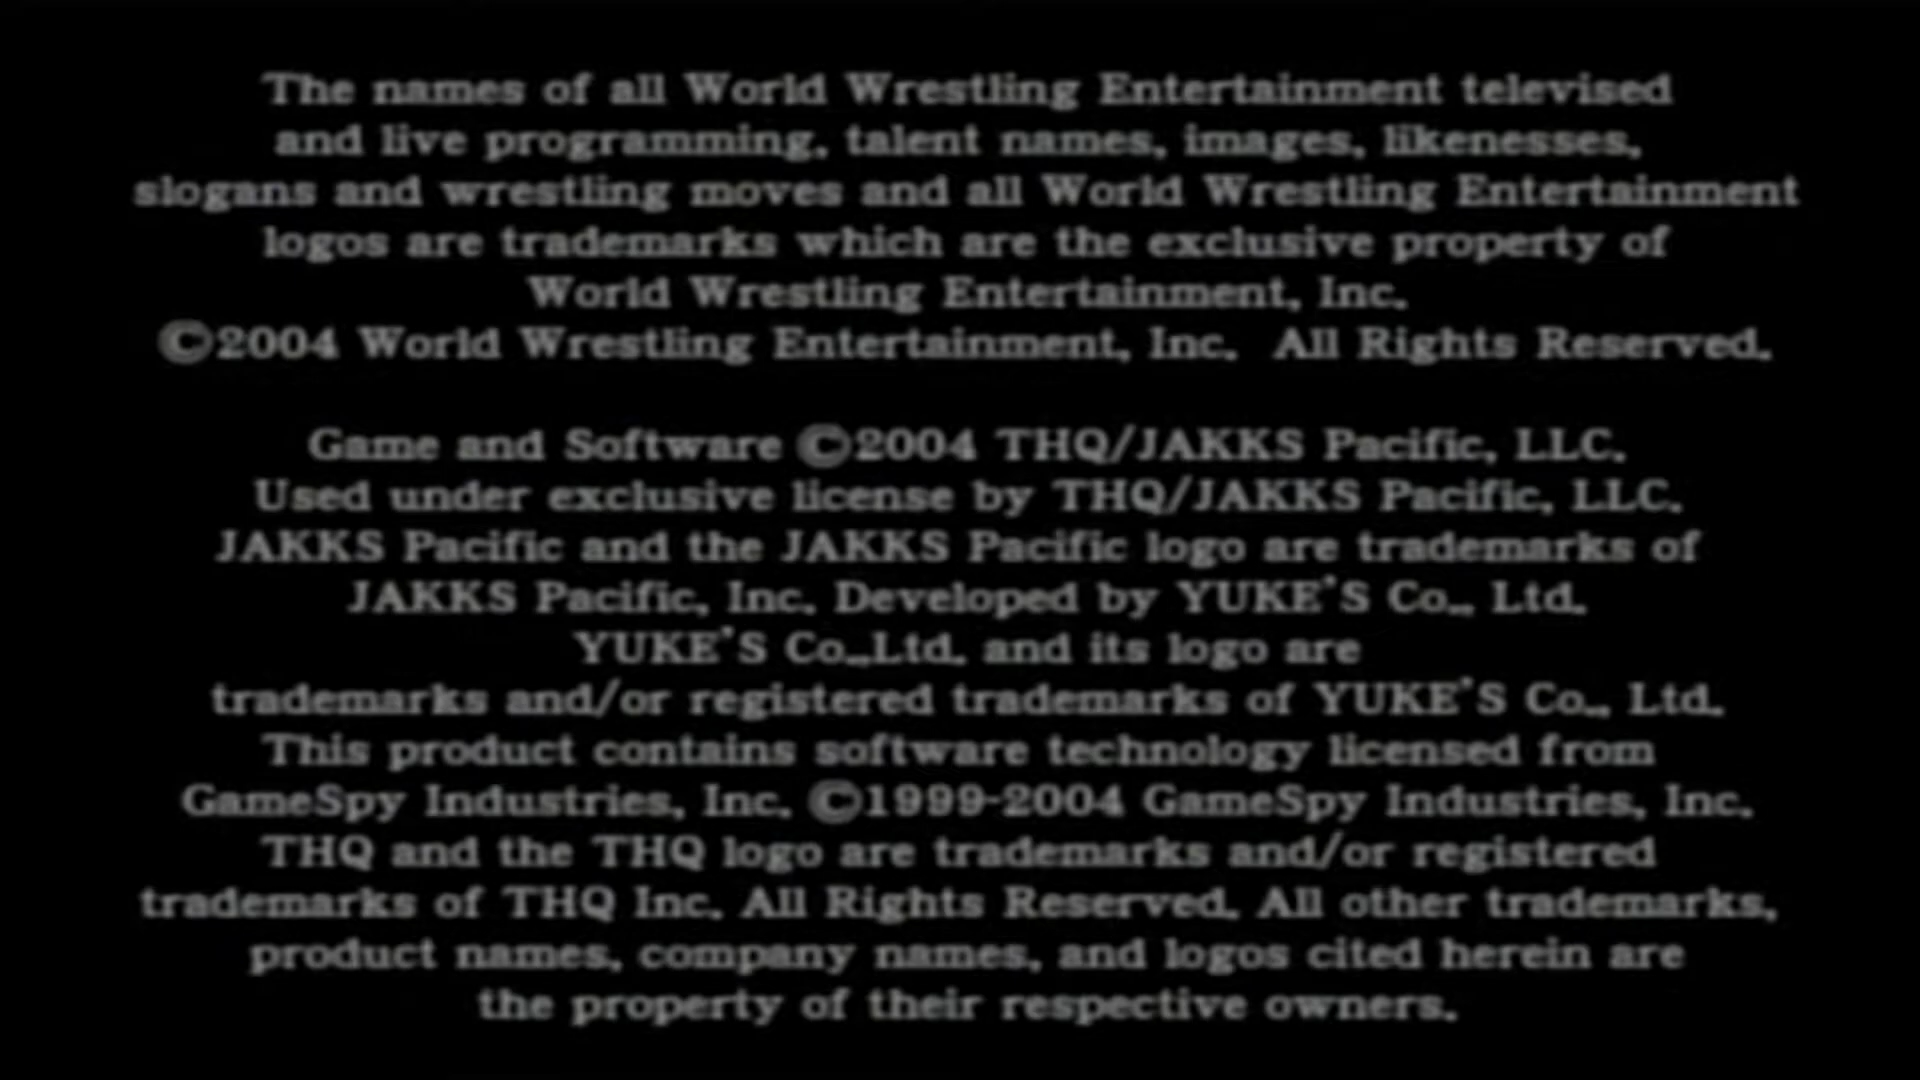 The names of all World Wrestling Entertainment televised
and live programming, talent names, images, likenesses,
slogans and wrestling moves and all World Wrestling Entertainment
logos are trademarks which are the exclusive property of
World Wrestling Entertainment, Inc.
©2004 World Wrestling Entertainment, Inc.  All Rights Reserved.
Game and Software ©2004 THQ/JAKKS Pacific, LLC.
Used under exclusive license by THQ/JAKKS Pacific, LLC.
JAKKS Pacific and the JAKKS Pacific logo are trademarks of
JAKKS Pacific, Inc. Developed by YUKE'S Co., Ltd.
YUKE'S Co.,Ltd. and its logo are
trademarks and/or registered trademarks of YUKE'S Co., Ltd.
This product contains software technology licensed from
GameSpy Industries, Inc. ©1999-2004 GameSpy Industries, Inc.
THQ and the THQ logo are trademarks and/or registered
trademarks of THQ Inc. All Rights Reserved. All other trademarks,
product names, company names, and logos cited herein are
the property of their respective owners.